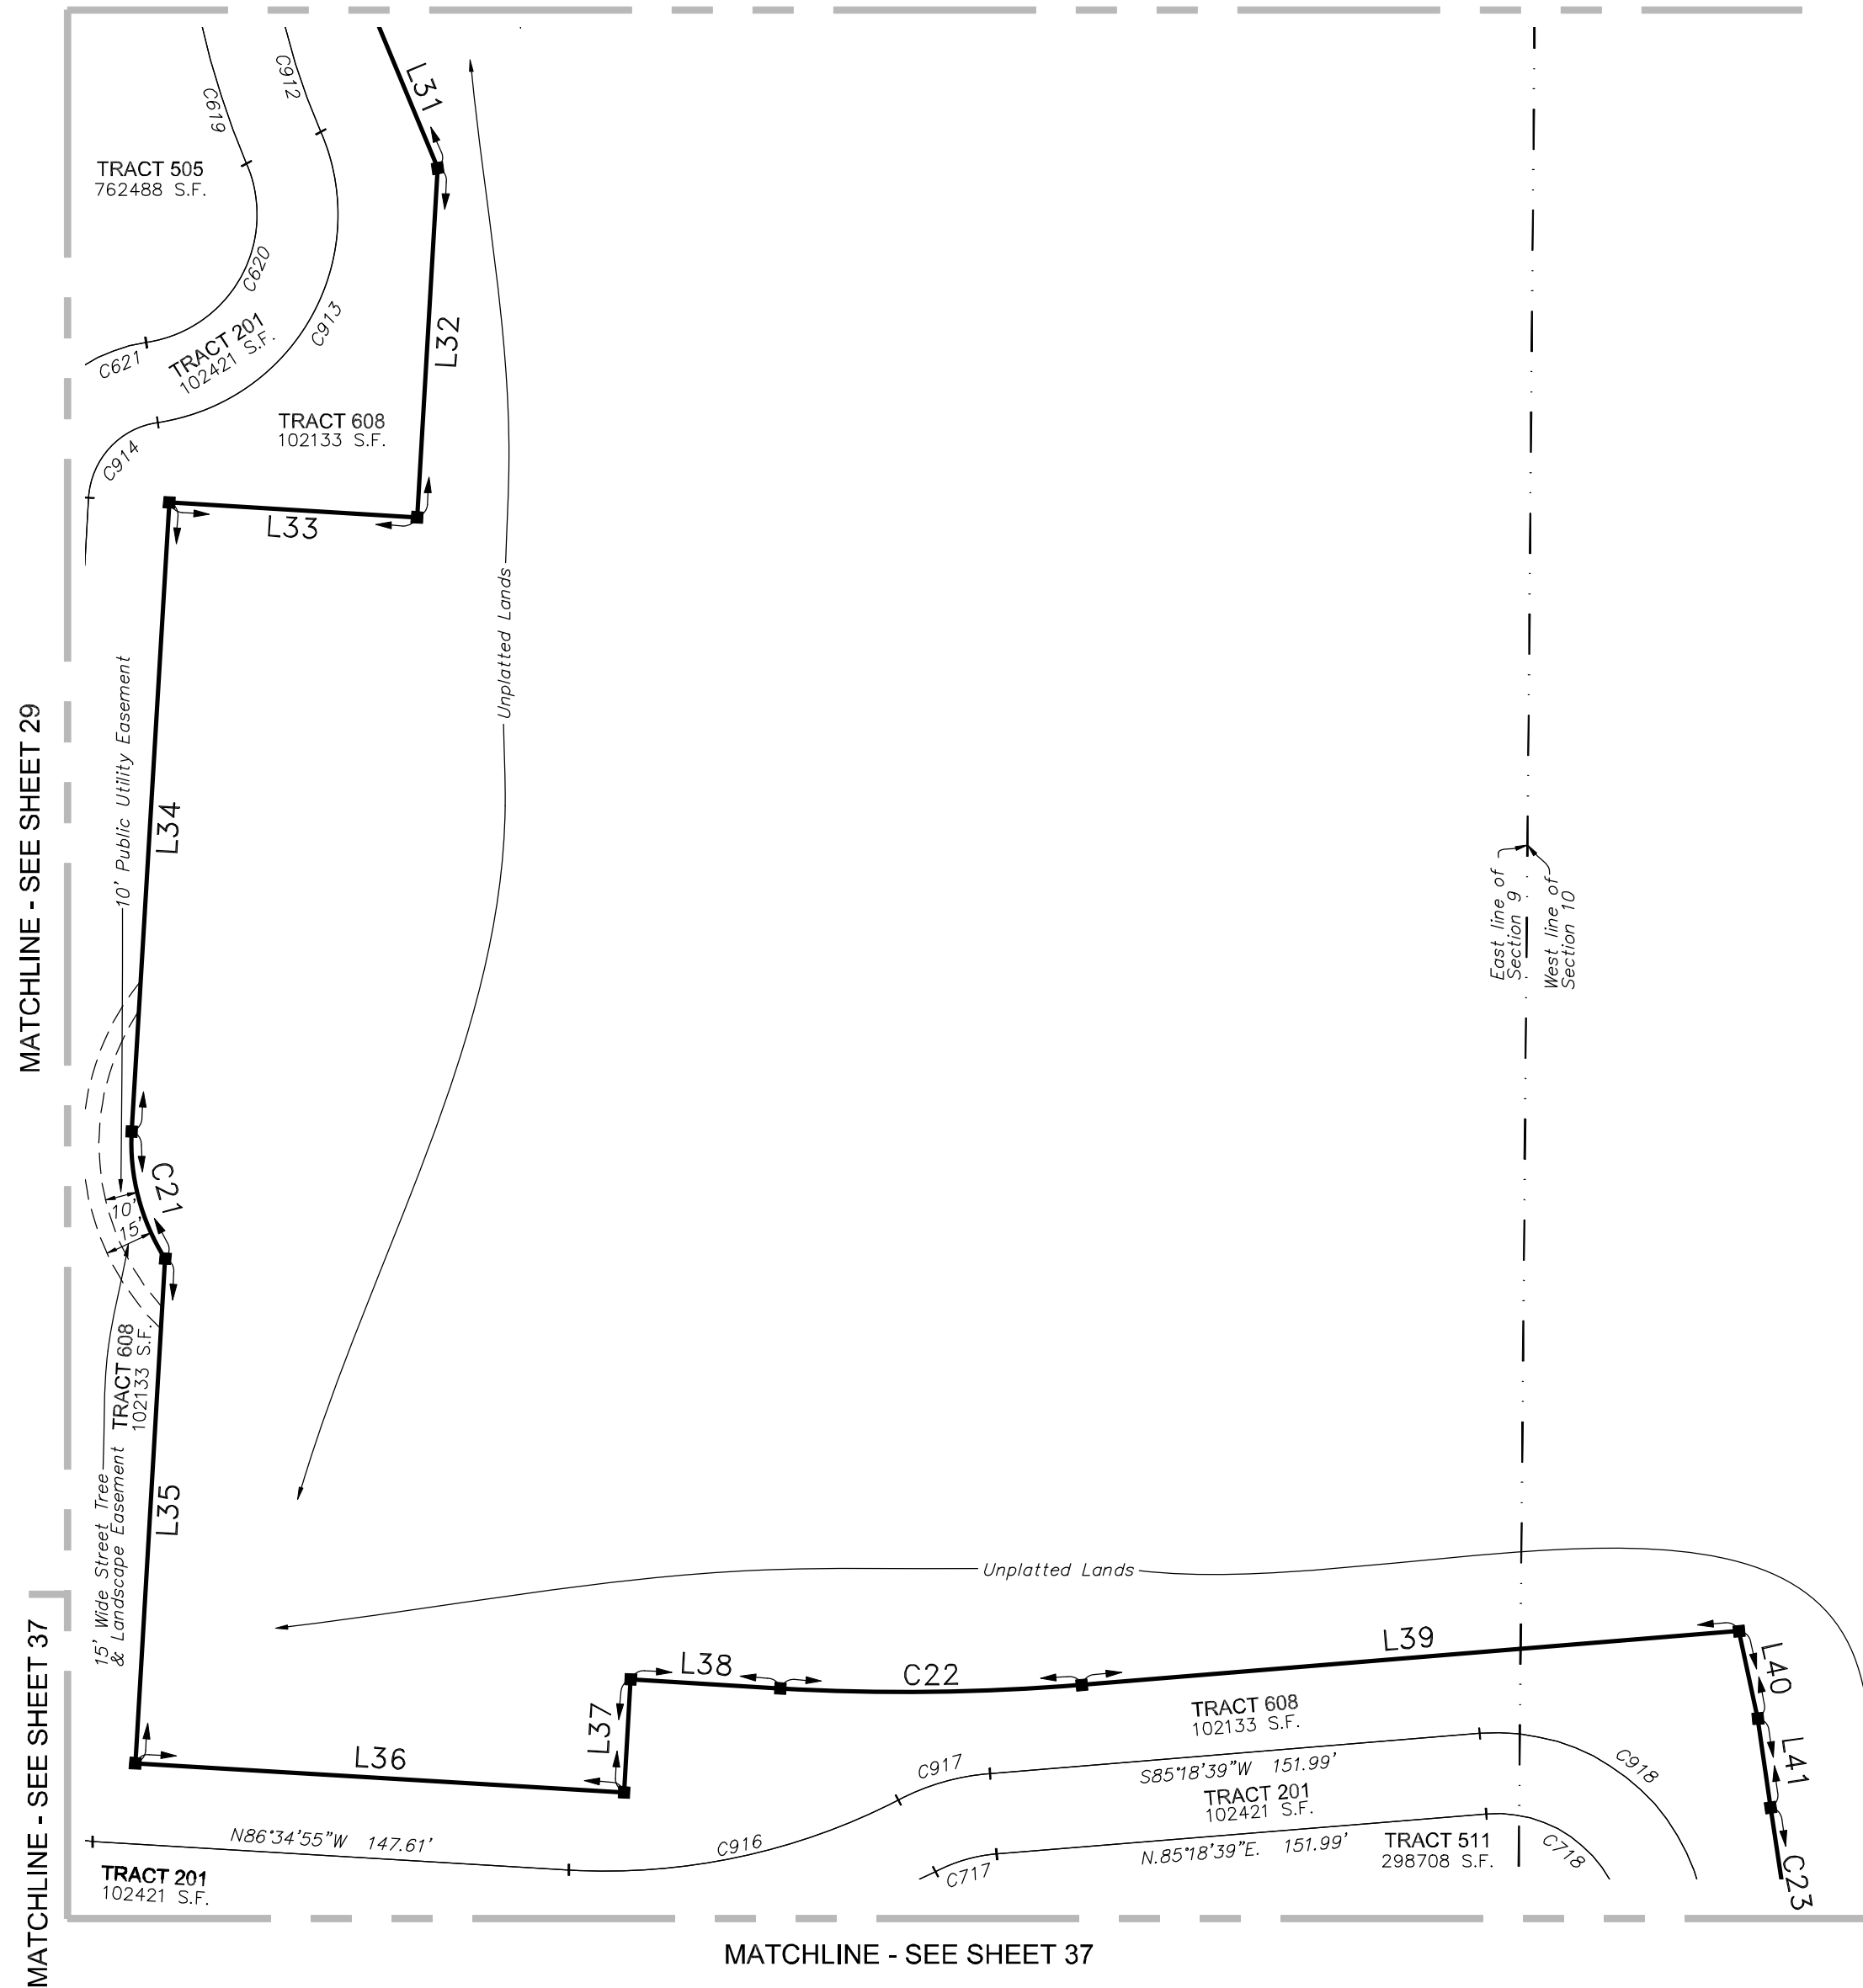 C619
C912
L31
TRACT 505
762488 S.F.
C620
C913
C621
TRACT 201
102421 S.F.
L32
TRACT 608
102133 S.F.
C914
L33
Unplatted Lands
10' Public Utility Easement
L34
MATCHLINE - SEE SHEET 29
East line of
Section 9
West line of
Section 10
C21
10'
15'
TRACT 608
102133 S.F.
15' Wide Street Tree
& Landscape Easement
L35
Unplatted Lands
MATCHLINE - SEE SHEET 37
L36
L37
L38
C22
L39
L40
L41
C23
TRACT 608
102133 S.F.
C917
S85°18'39"W 151.99'
C918
TRACT 201
102421 S.F.
N86°34'55"W 147.61'
C916
C717
N.85°18'39"E. 151.99'
TRACT 511
298708 S.F.
C718
TRACT 201
102421 S.F.
MATCHLINE - SEE SHEET 37